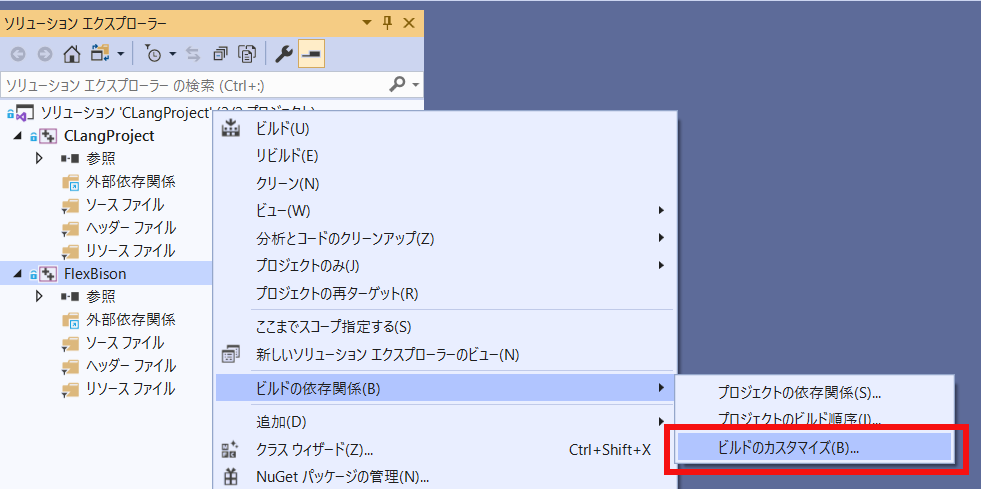 ソリューション エクスプローラー
ソリューション エクスプローラー の検索 (Ctrl+:)
ソリューション 'CLangProject' (2/2 プロジェクト)
CLangProject
参照
外部依存関係
ソース ファイル
ヘッダー ファイル
リソース ファイル
FlexBison
参照
外部依存関係
ソース ファイル
ヘッダー ファイル
リソース ファイル
ビルド(U)
リビルド(E)
クリーン(N)
ビュー(W)
分析とコードのクリーンアップ(Z)
プロジェクトのみ(J)
プロジェクトの再ターゲット(R)
ここまでスコープ指定する(S)
新しいソリューション エクスプローラーのビュー(N)
ビルドの依存関係(B)
追加(D)
クラス ウィザード(Z)... Ctrl+Shift+X
NuGet パッケージの管理(N)...
プロジェクトの依存関係(S)...
プロジェクトのビルド順序(I)...
ビルドのカスタマイズ(B)...